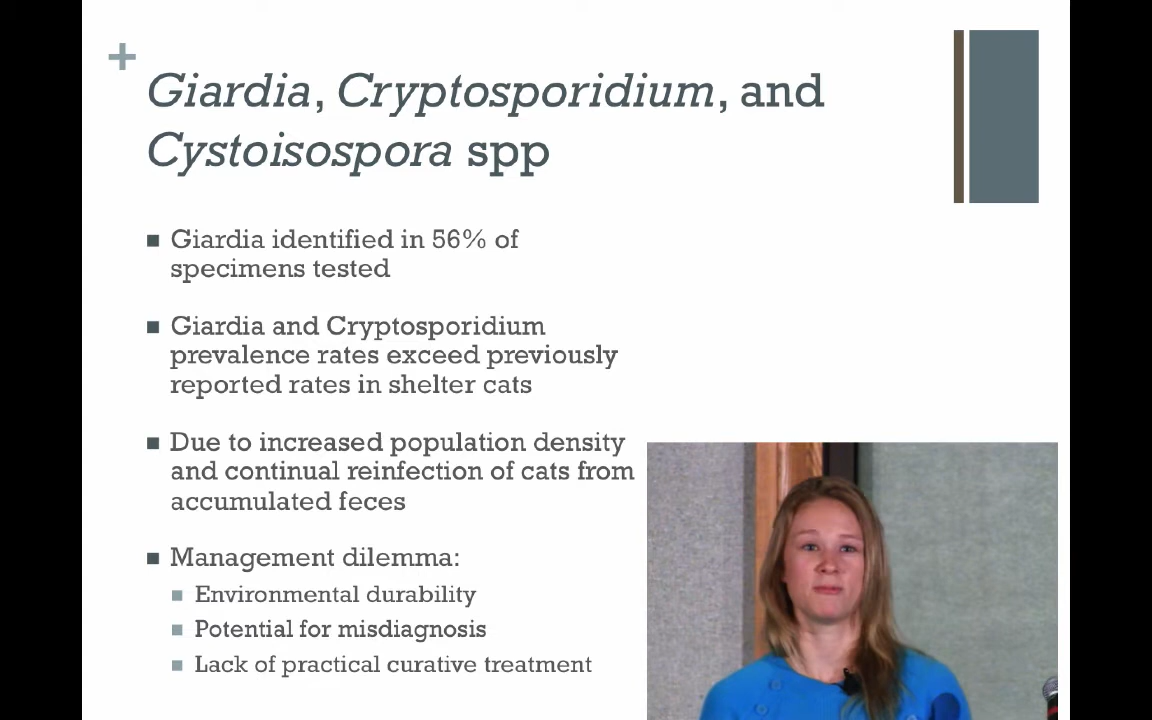 +
Giardia, Cryptosporidium, and
Cystoisospora spp
■ Giardia identified in 56% of
specimens tested
■ Giardia and Cryptosporidium
prevalence rates exceed previously
reported rates in shelter cats
■ Due to increased population density
and continual reinfection of cats from
accumulated feces
■ Management dilemma:
■ Environmental durability
■ Potential for misdiagnosis
■ Lack of practical curative treatment